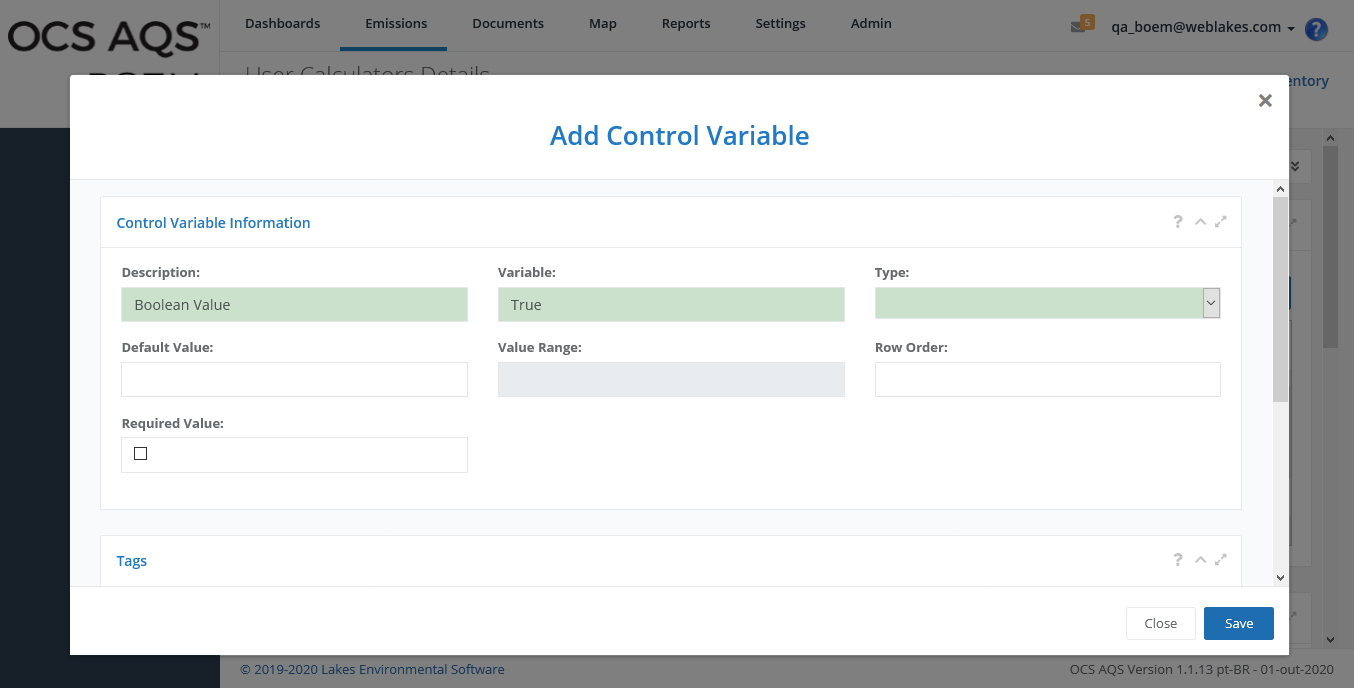 OCS AQS™
Dashboards Emissions Documents Map Reports Settings Admin
5
qa_boem@weblakes.com
?
User Calculators Details
entory
×
Add Control Variable
Control Variable Information
?
Description: Variable: Type:
Boolean Value True
Default Value: Value Range: Row Order:
Required Value:
Tags
?
Close Save
© 2019-2020 Lakes Environmental Software
OCS AQS Version 1.1.13 pt-BR - 01-out-2020